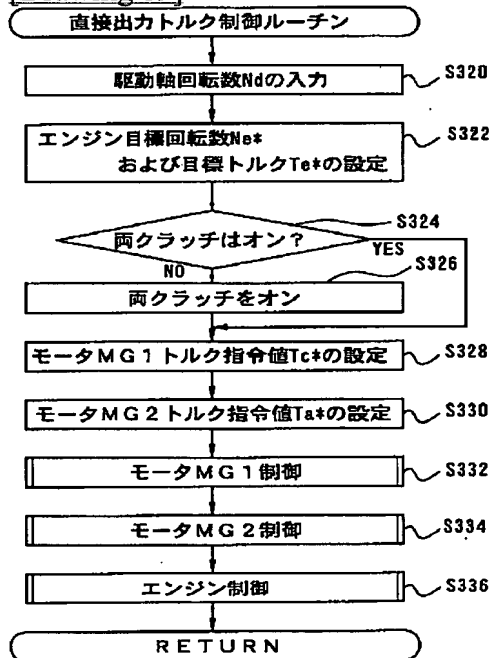 直接出力トルク制御ルーチン
駆動軸回転数Ndの入力
S320
エンジン目標回転数Ne*
および目標トルクTe*の設定
S322
両クラッチはオン?
S324
YES
NO
両クラッチをオン
S326
モータMG1トルク指令値Tc*の設定
S328
モータMG2トルク指令値Ta*の設定
S330
モータMG1制御
S332
モータMG2制御
S334
エンジン制御
S336
RETURN